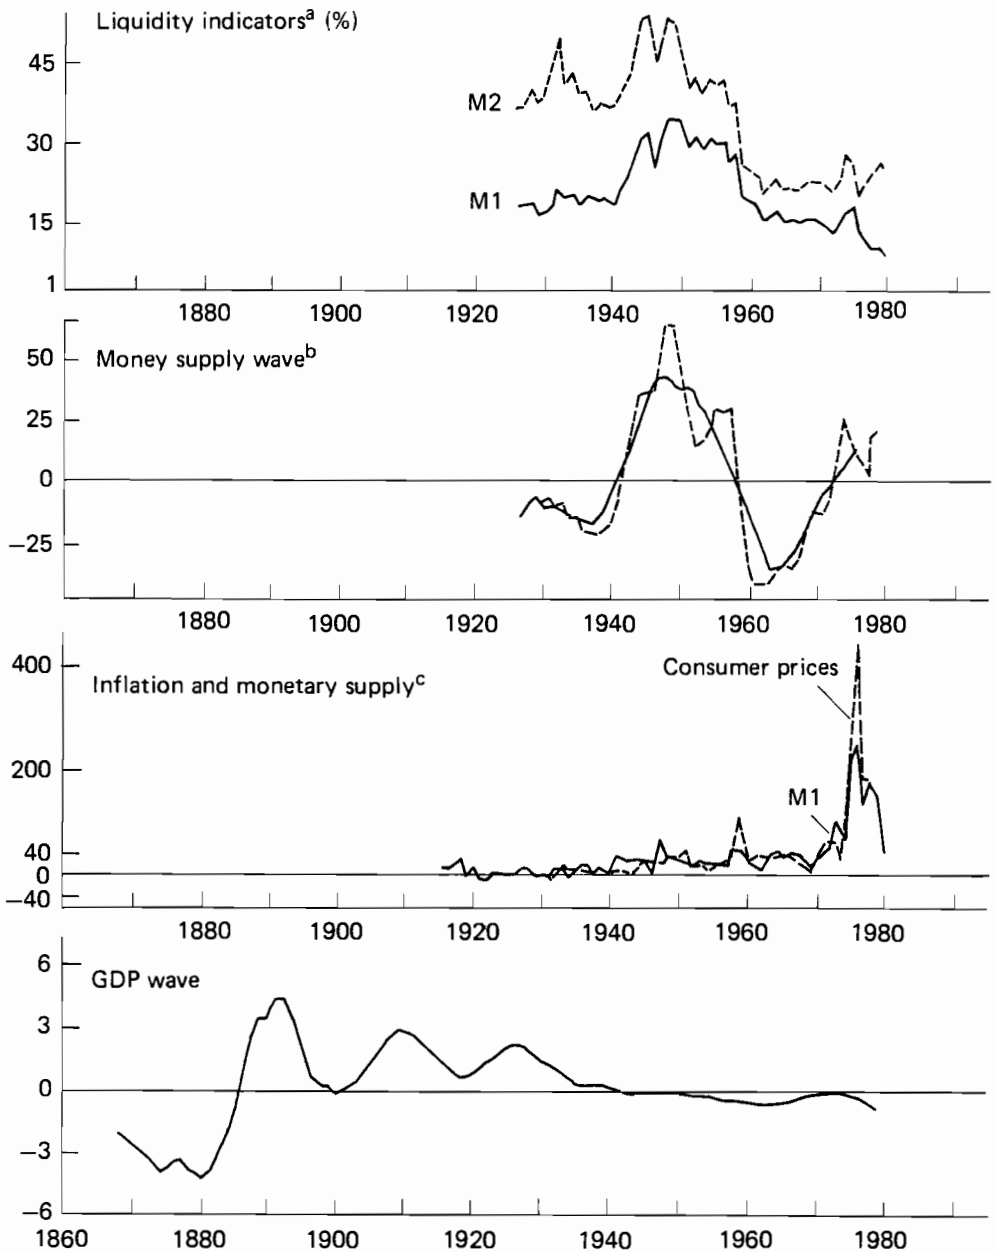 Liquidity indicatorsᵃ (%)
45
30
15
1
M2
M1
1880 1900 1920 1940 1960 1980
Money supply waveᵇ
50
25
0
−25
1880 1900 1920 1940 1960 1980
Inflation and monetary supplyᶜ
Consumer prices
M1
400
200
40
0
−40
1880 1900 1920 1940 1960 1980
GDP wave
6
3
0
−3
−6
1860 1880 1900 1920 1940 1960 1980